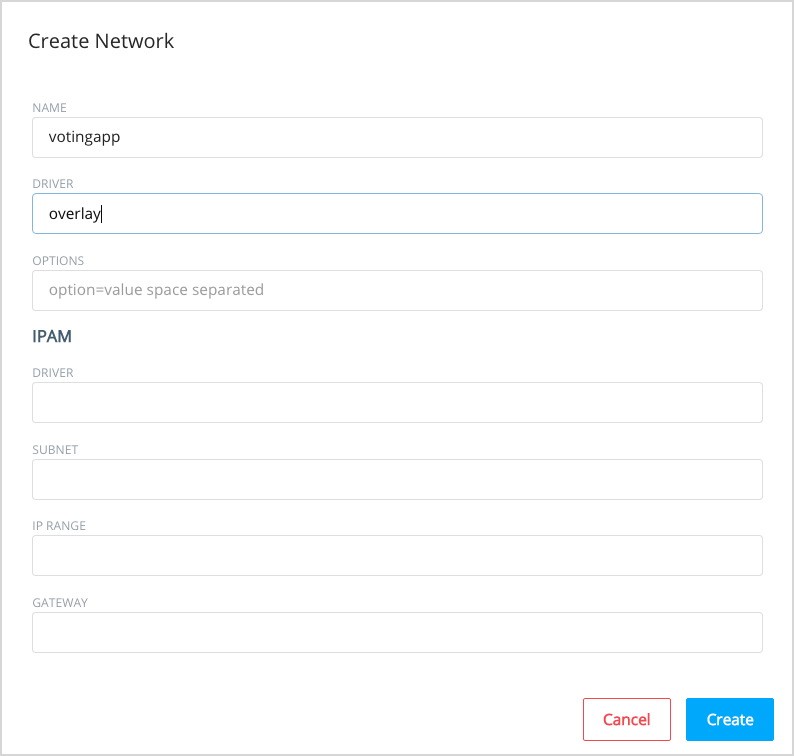 Create Network
NAME
votingapp
DRIVER
overlay
OPTIONS
option=value space separated
IPAM
DRIVER
SUBNET
IP RANGE
GATEWAY
Cancel
Create